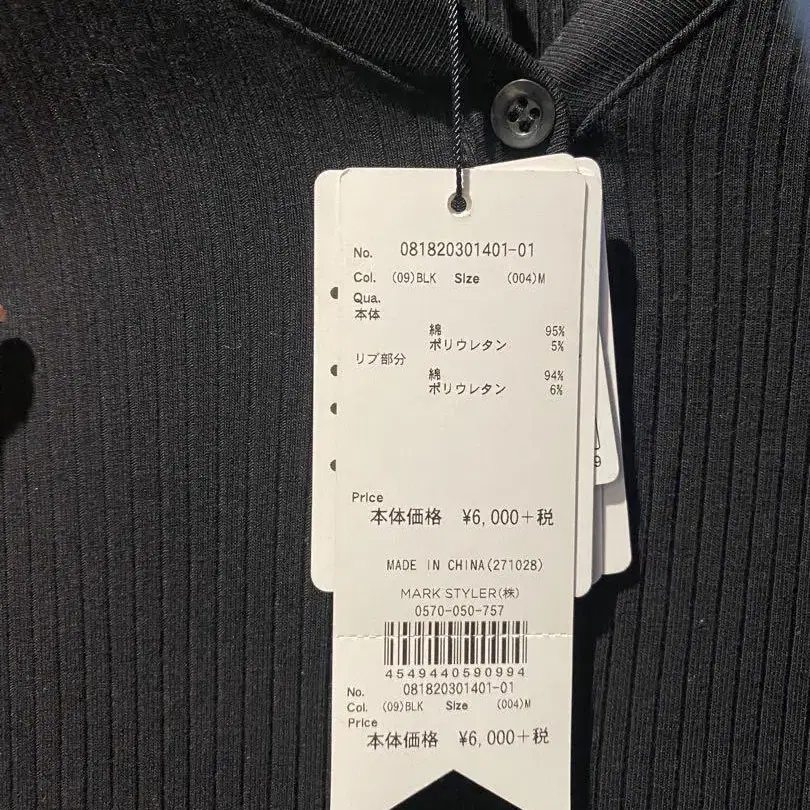 No. 081820301401-01
Col. (09)BLK Size (004)M
Qua.
本体
綿 95%
ポリウレタン 5%
リブ部分
綿 94%
ポリウレタン 6%
Price
本体価格 ¥6,000+税
MADE IN CHINA(271028)
MARK STYLER(株)
0570-050-757
4549440590994
No. 081820301401-01
Col. (09)BLK Size (004)M
Price
本体価格 ¥6,000+税
9